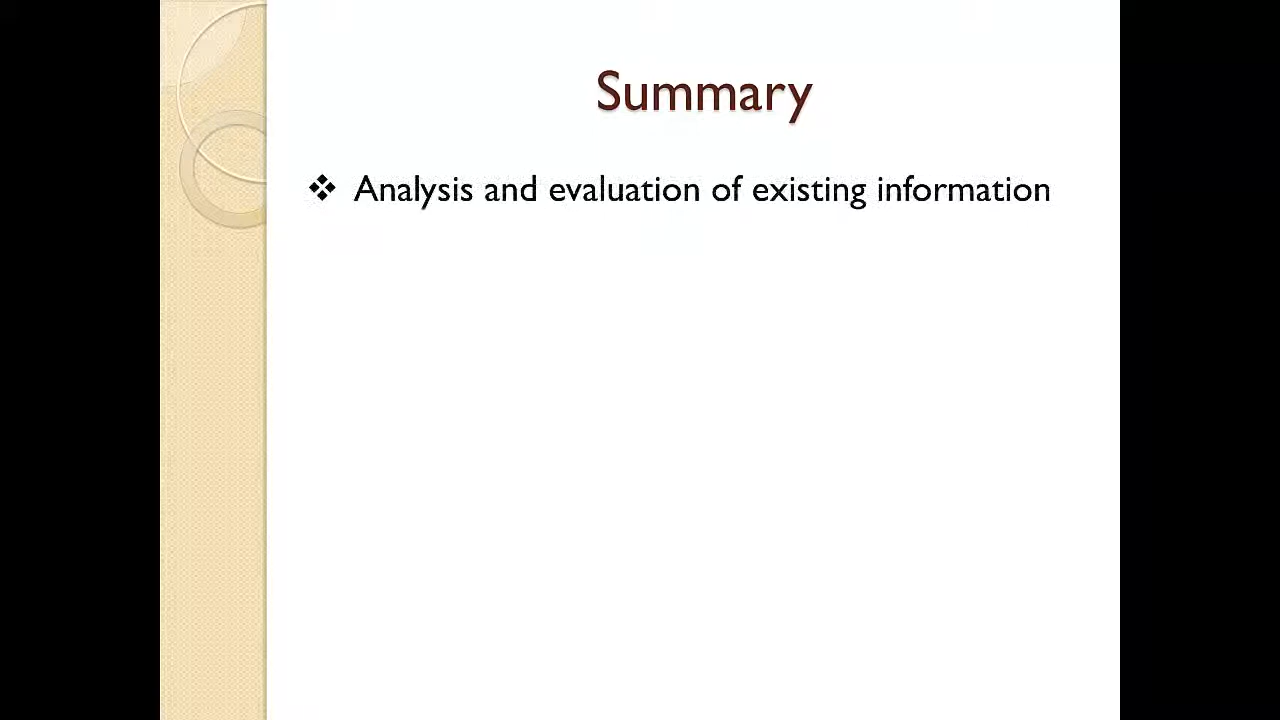 Summary
❖ Analysis and evaluation of existing information